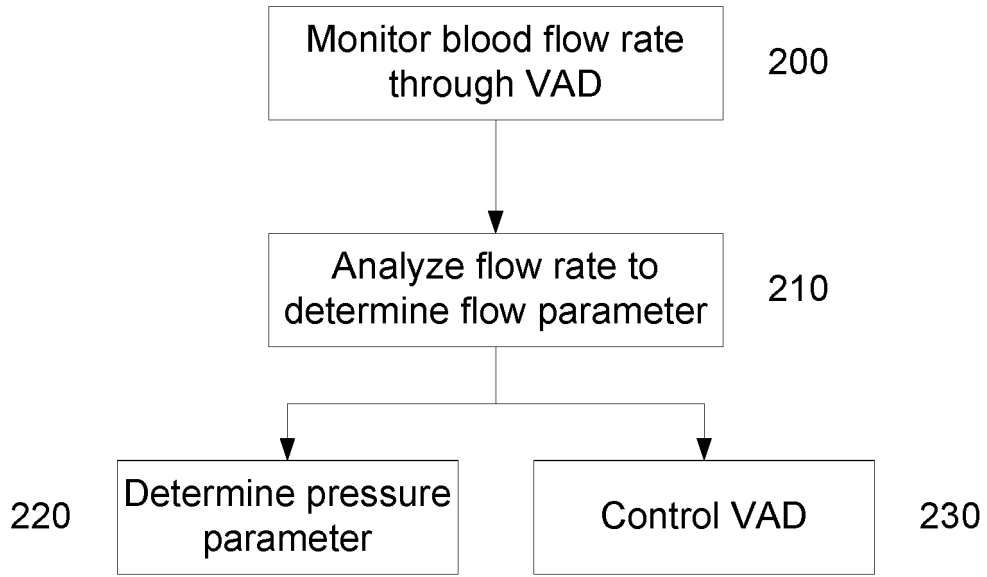 Monitor blood flow rate
through VAD
200
Analyze flow rate to
determine flow parameter
210
220
Determine pressure
parameter
Control VAD
230